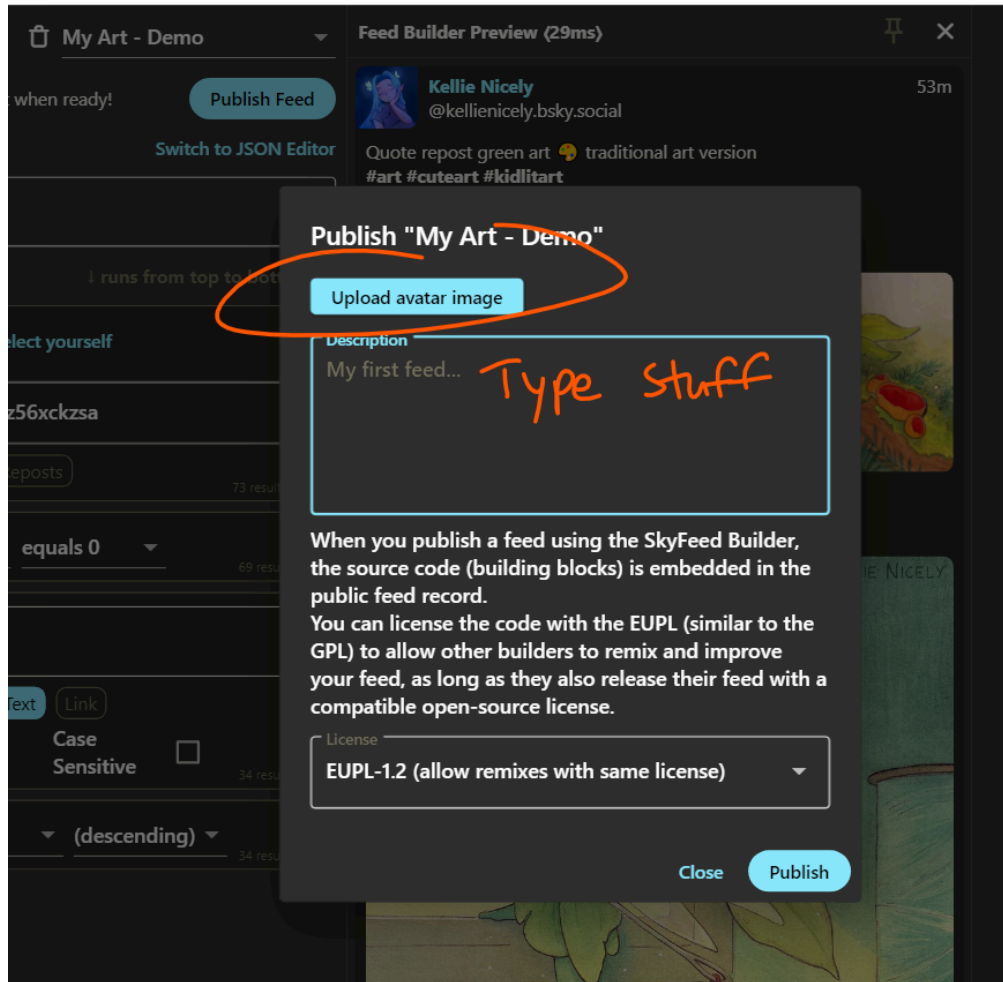 My Art - Demo
Feed Builder Preview (29ms)
Kellie Nicely
53m
@kellienicely.bsky.social
when ready!
Publish Feed
Switch to JSON Editor
Quote repost green art 🎨 traditional art version
#art #cuteart #kidlitart
Publish "My Art - Demo"
↓ runs from top to bott
Upload avatar image
elect yourself
Description
My first feed...
Type Stuff
z56xckzsa
Reposts
73 resul
equals 0
69 resu
When you publish a feed using the SkyFeed Builder,
the source code (building blocks) is embedded in the
public feed record.
You can license the code with the EUPL (similar to the
GPL) to allow other builders to remix and improve
your feed, as long as they also release their feed with a
compatible open-source license.
IE NICELY
Text
Link
Case
Sensitive
34 resu
License
EUPL-1.2 (allow remixes with same license)
(descending)
34 resu
Close
Publish